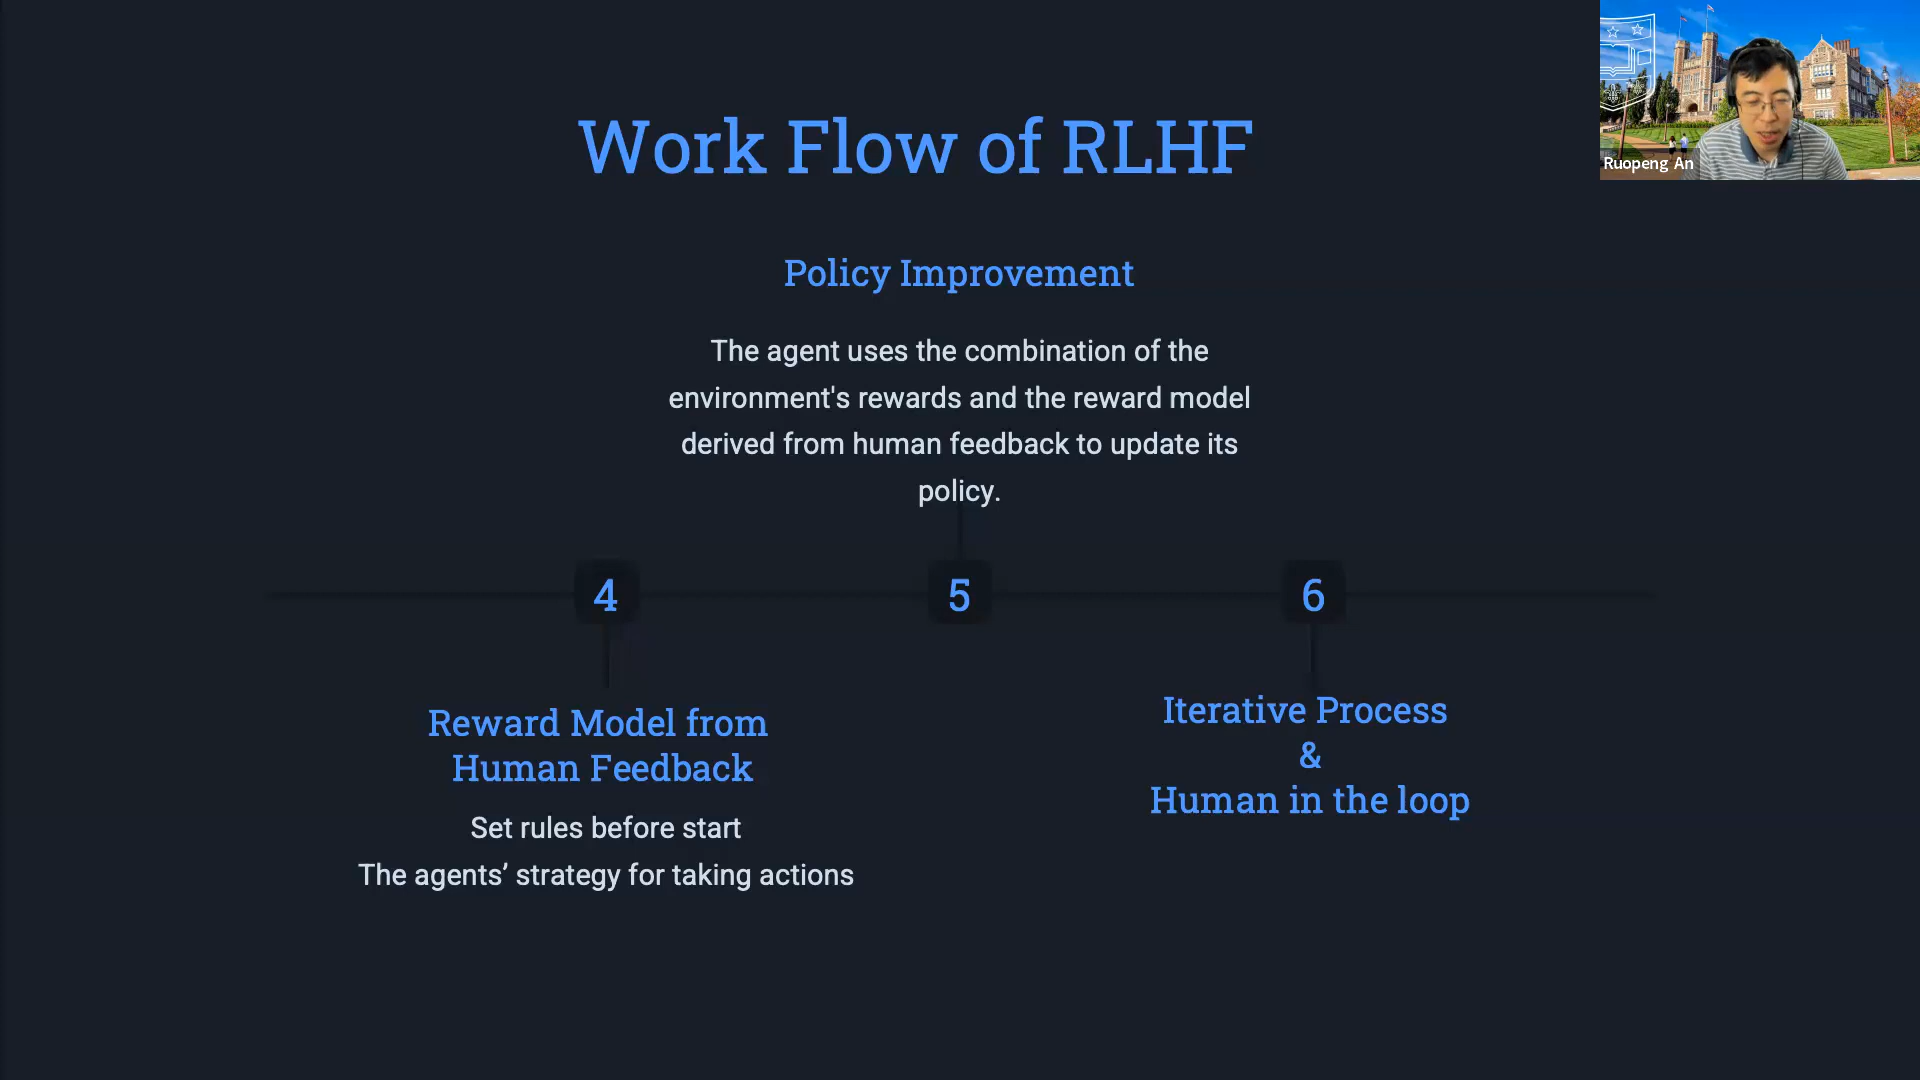 Work Flow of RLHF
Ruopeng An
Policy Improvement
The agent uses the combination of the
environment's rewards and the reward model
derived from human feedback to update its
policy.
4
5
6
Reward Model from
Human Feedback
Set rules before start
The agents’ strategy for taking actions
Iterative Process
&
Human in the loop